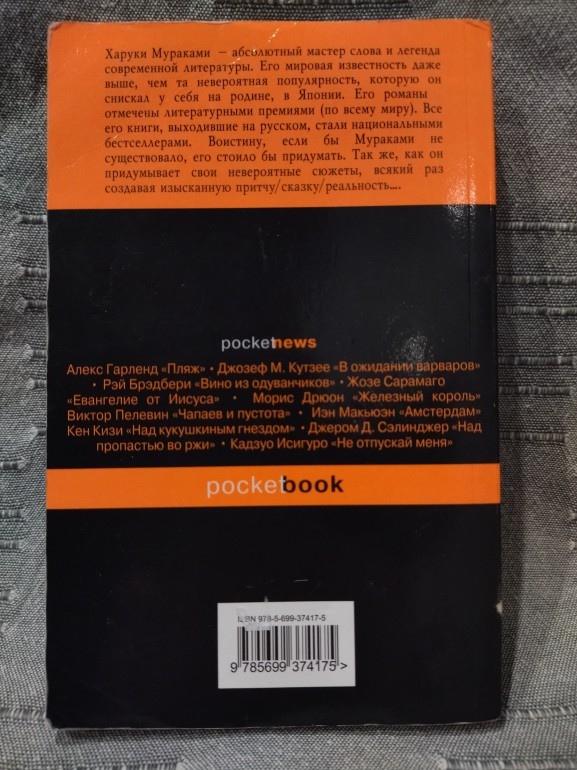 Харуки Мураками – абсолютный мастер слова и легенда
современной литературы. Его мировая известность даже
выше, чем та невероятная популярность, которую он
снискал у себя на родине, в Японии. Его романы
отмечены литературными премиями (по всему миру). Все
его книги, выходившие на русском, стали национальными
бестселлерами. Воистину, если бы Мураками не
существовало, его стоило бы придумать. Так же, как он
придумывает свои невероятные сюжеты, всякий раз
создавая изысканную притчу/сказку/реальность....
pocketnews
Алекс Гарленд «Пляж» • Джозеф М. Кутзее «В ожидании варваров»
• Рэй Брэдбери «Вино из одуванчиков» • Жозе Сарамаго
«Евангелие от Иисуса» • Морис Дрюон «Железный король»
Виктор Пелевин «Чапаев и пустота» • Иэн Макьюэн «Амстердам»
Кен Кизи «Над кукушкиным гнездом» • Джером Д. Сэлинджер «Над
пропастью во ржи» • Кадзуо Исигуро «Не отпускай меня»
pocketbook
ISBN 978-5-699-37417-5
9 785699 374175 >